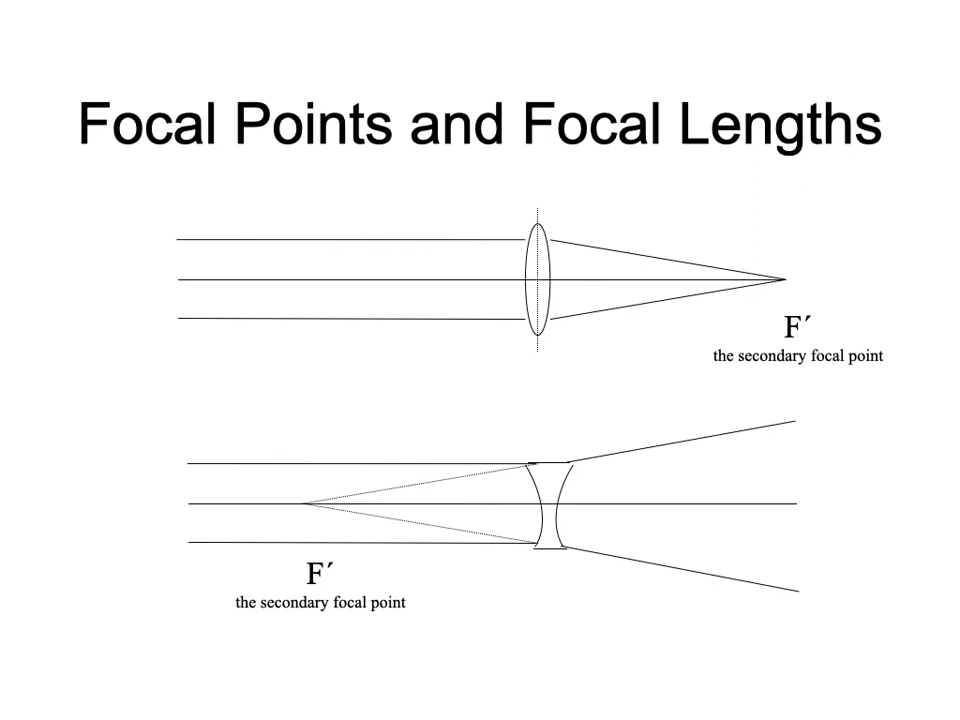 Focal Points and Focal Lengths
F´
the secondary focal point
F´
the secondary focal point